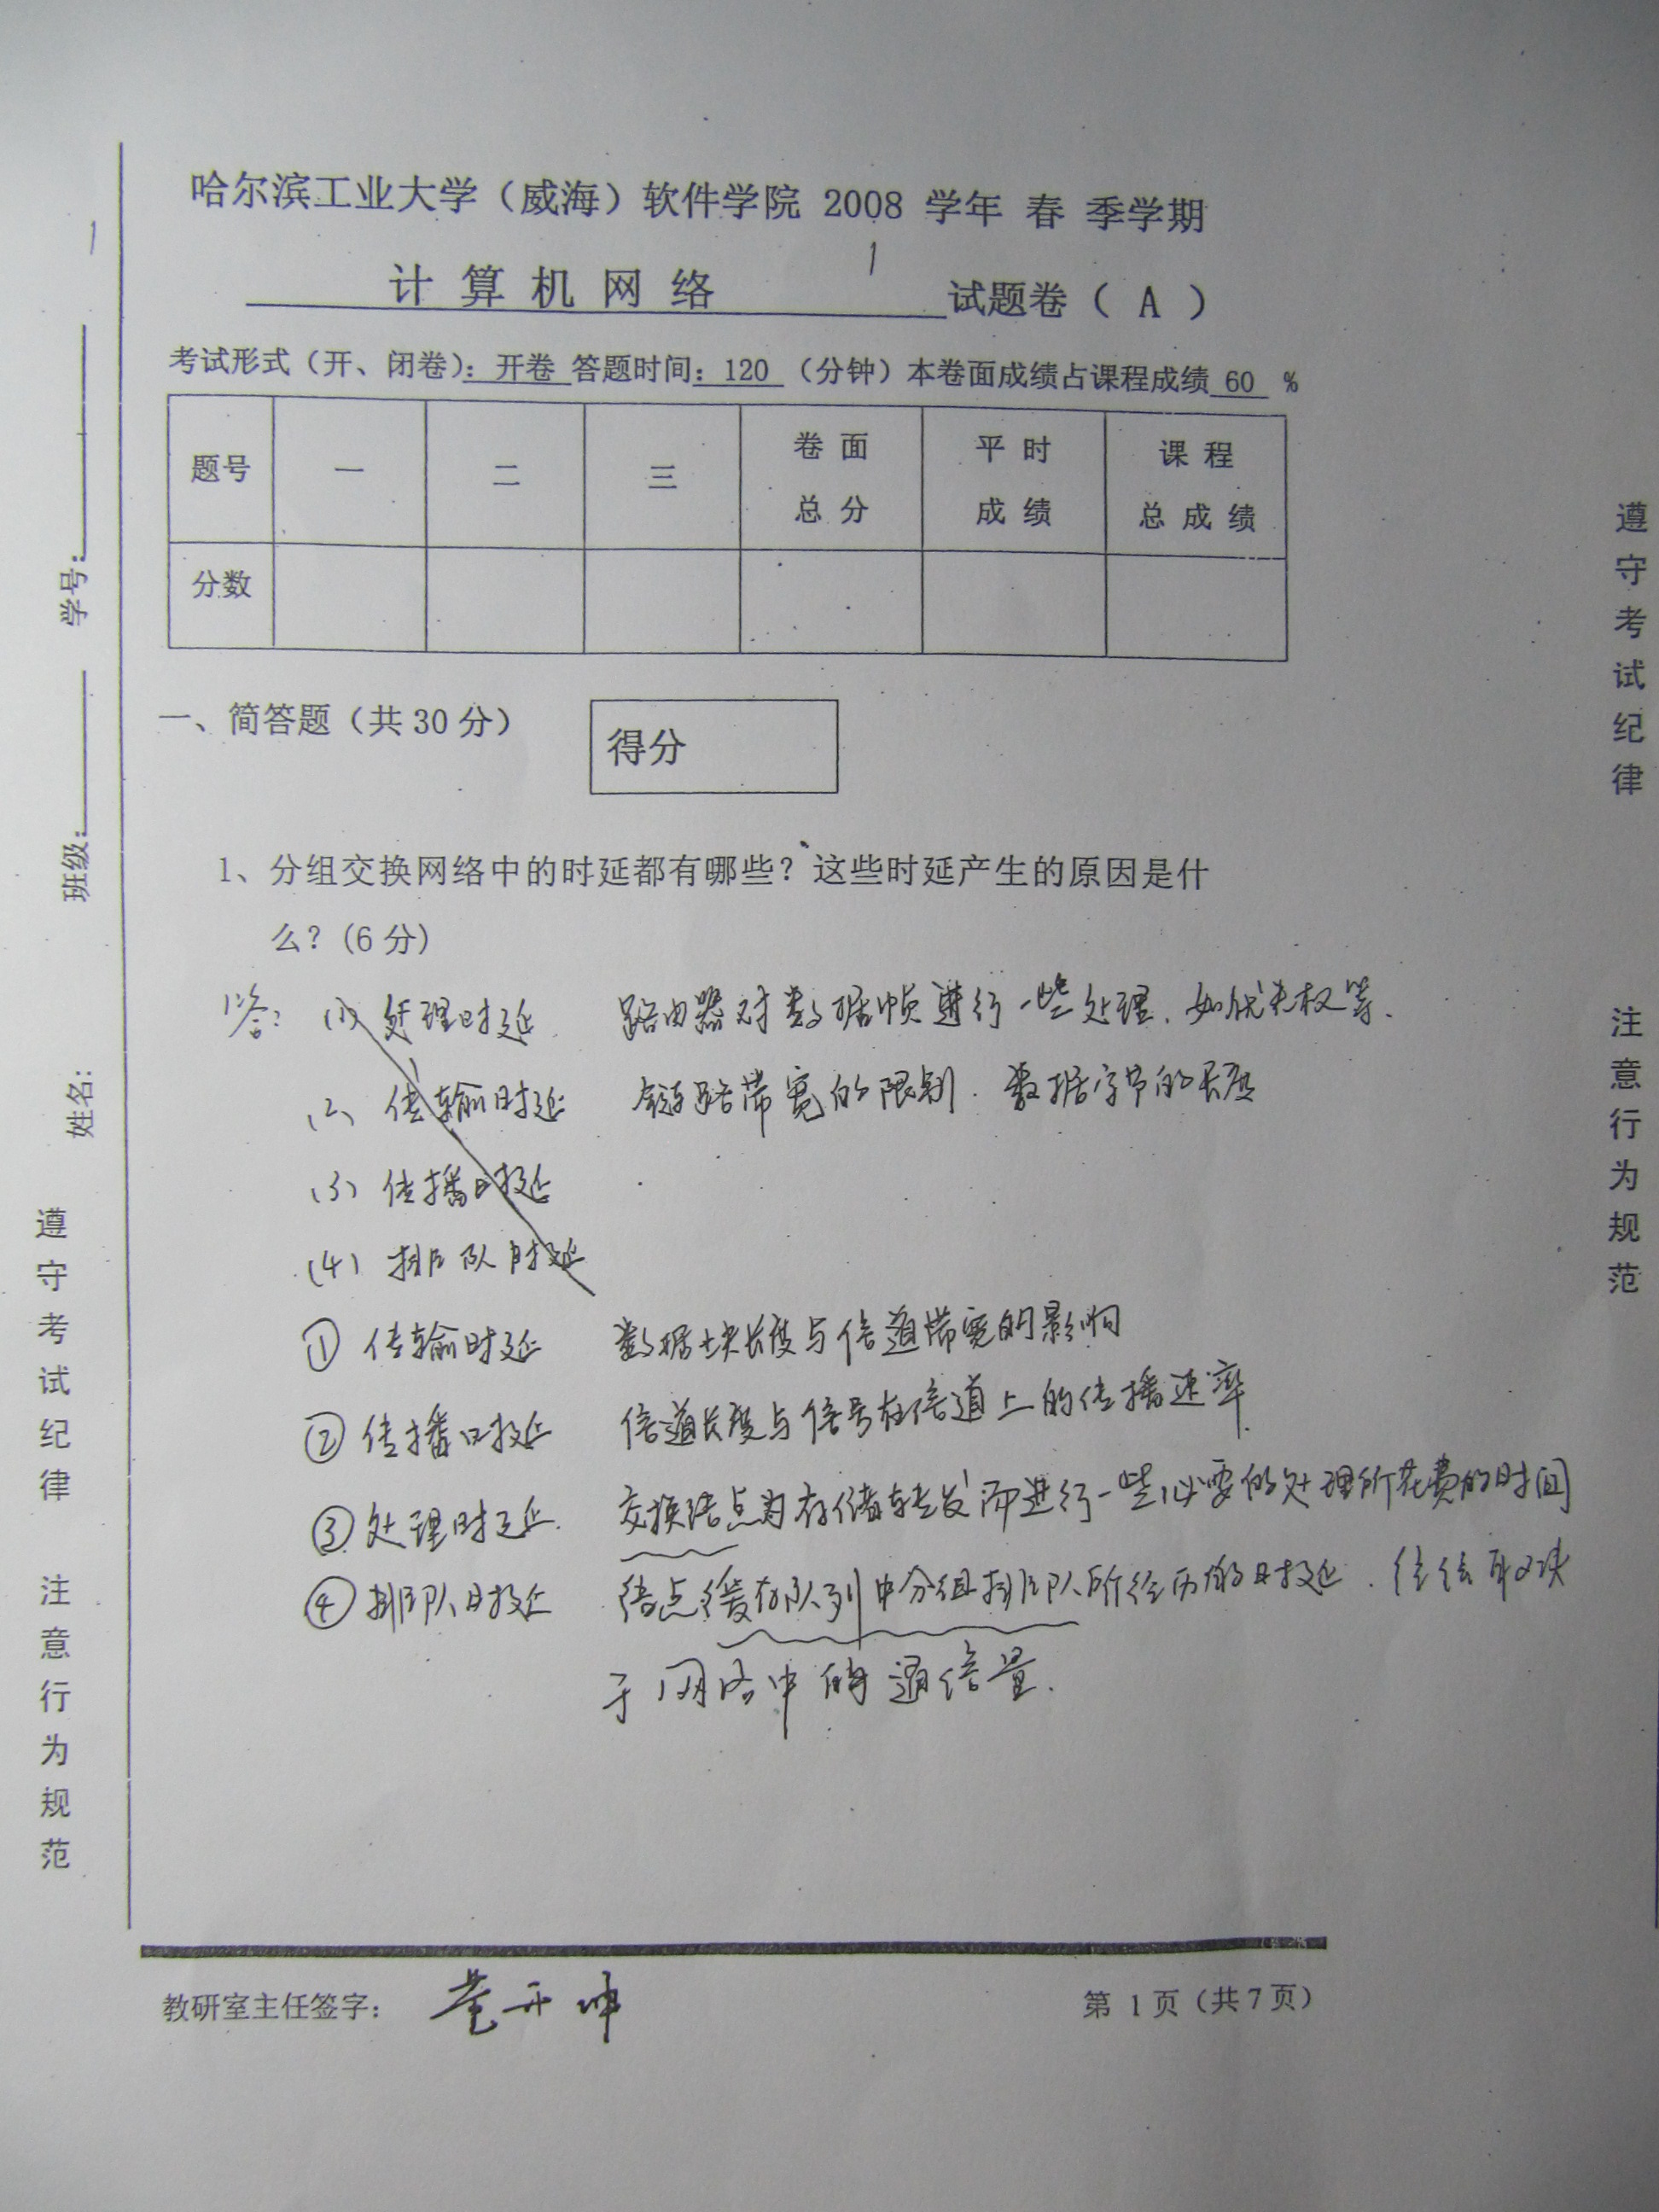 哈尔滨工业大学（威海）软件学院 2008 学年 春 季学期
1
计 算 机 网 络 试题卷（ A ）
1
考试形式（开、闭卷）：开卷 答题时间：120 （分钟）本卷面成绩占课程成绩 60 %
题号 一 二 三 卷面总分 平时成绩 课程总成绩
分数
一、简答题（共30分） 得分
1、分组交换网络中的时延都有哪些？这些时延产生的原因是什
么？(6分)
答：(1) 处理时延 路由器对数据帧进行一些处理、如优先权等.
(2) 传输时延 链路带宽的限制. 数据字节的长度
(3) 传播时延
(4) 排队时延
① 传输时延 数据块长度与信道带宽的影响
② 传播时延 信道长度与信号在信道上的传播速率.
③ 处理时延. 交换结点为存储转发而进行一些必要的处理所花费的时间
④ 排队时延 结点缓存队列中分组排队所经历的时延. 往往取决
于网络中的通信量.
教研室主任签字：
第 1 页（共 7 页）
学号：
班级：
姓名：
遵守考试纪律 注意行为规范
遵守考试纪律 注意行为规范